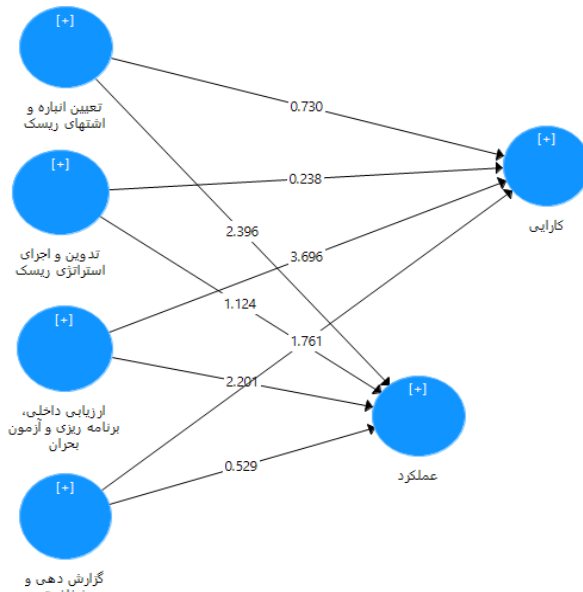 [+]
تعیین انباره و
اشتهای ریسک
0.730
[+]
کارایی
[+]
تدوین و اجرای
استراتژی ریسک
0.238
2.396
3.696
[+]
ارزیابی داخلی،
برنامه ریزی و آزمون
بحران
1.124
1.761
2.201
[+]
عملکرد
0.529
[+]
گزارش دهی و